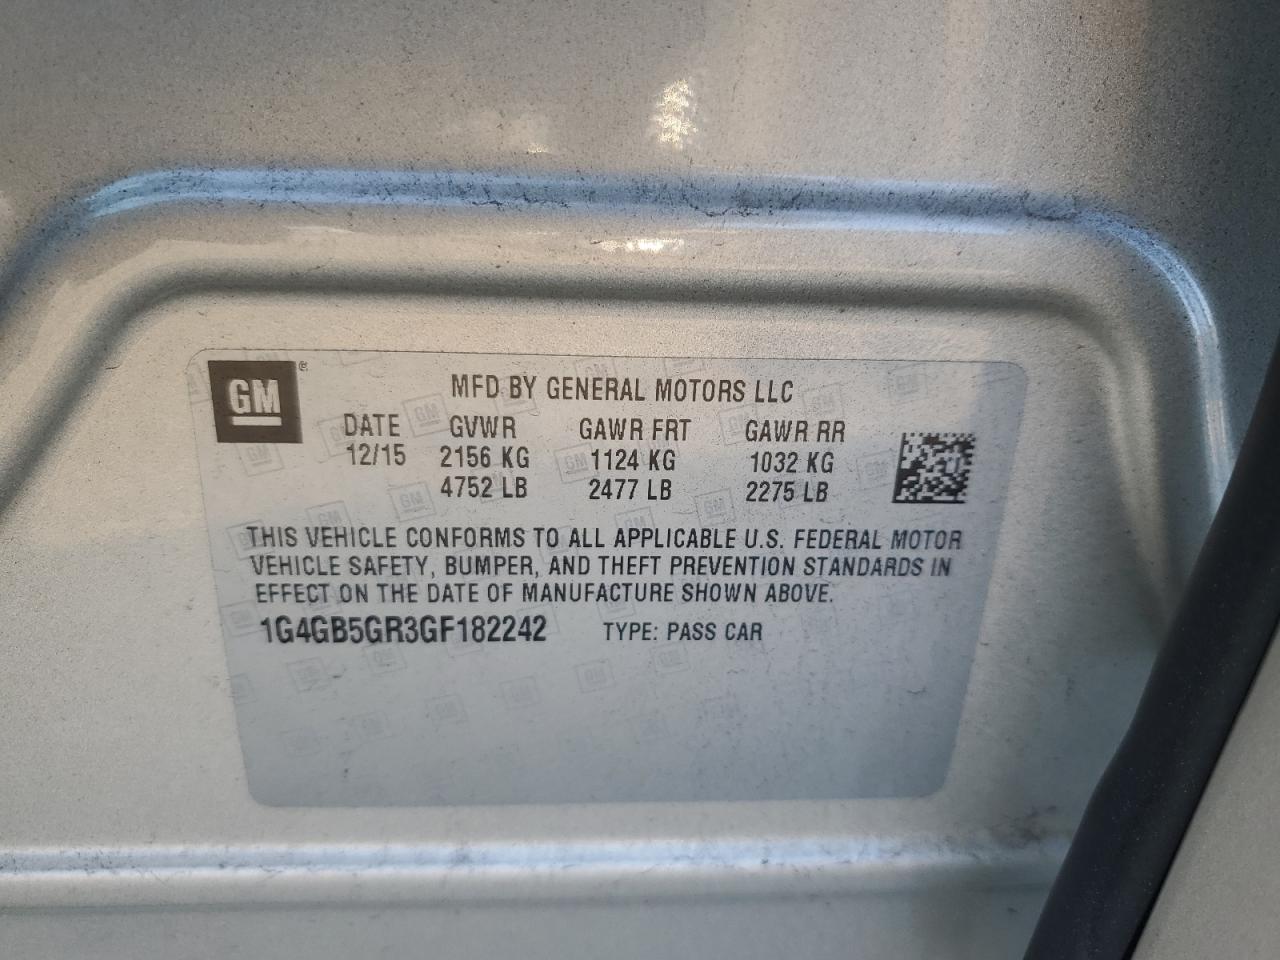 GM ®
MFD BY GENERAL MOTORS LLC
DATE GVWR GAWR FRT GAWR RR
12/15 2156 KG 1124 KG 1032 KG
4752 LB 2477 LB 2275 LB
THIS VEHICLE CONFORMS TO ALL APPLICABLE U.S. FEDERAL MOTOR
VEHICLE SAFETY, BUMPER, AND THEFT PREVENTION STANDARDS IN
EFFECT ON THE DATE OF MANUFACTURE SHOWN ABOVE.
1G4GB5GR3GF182242 TYPE: PASS CAR